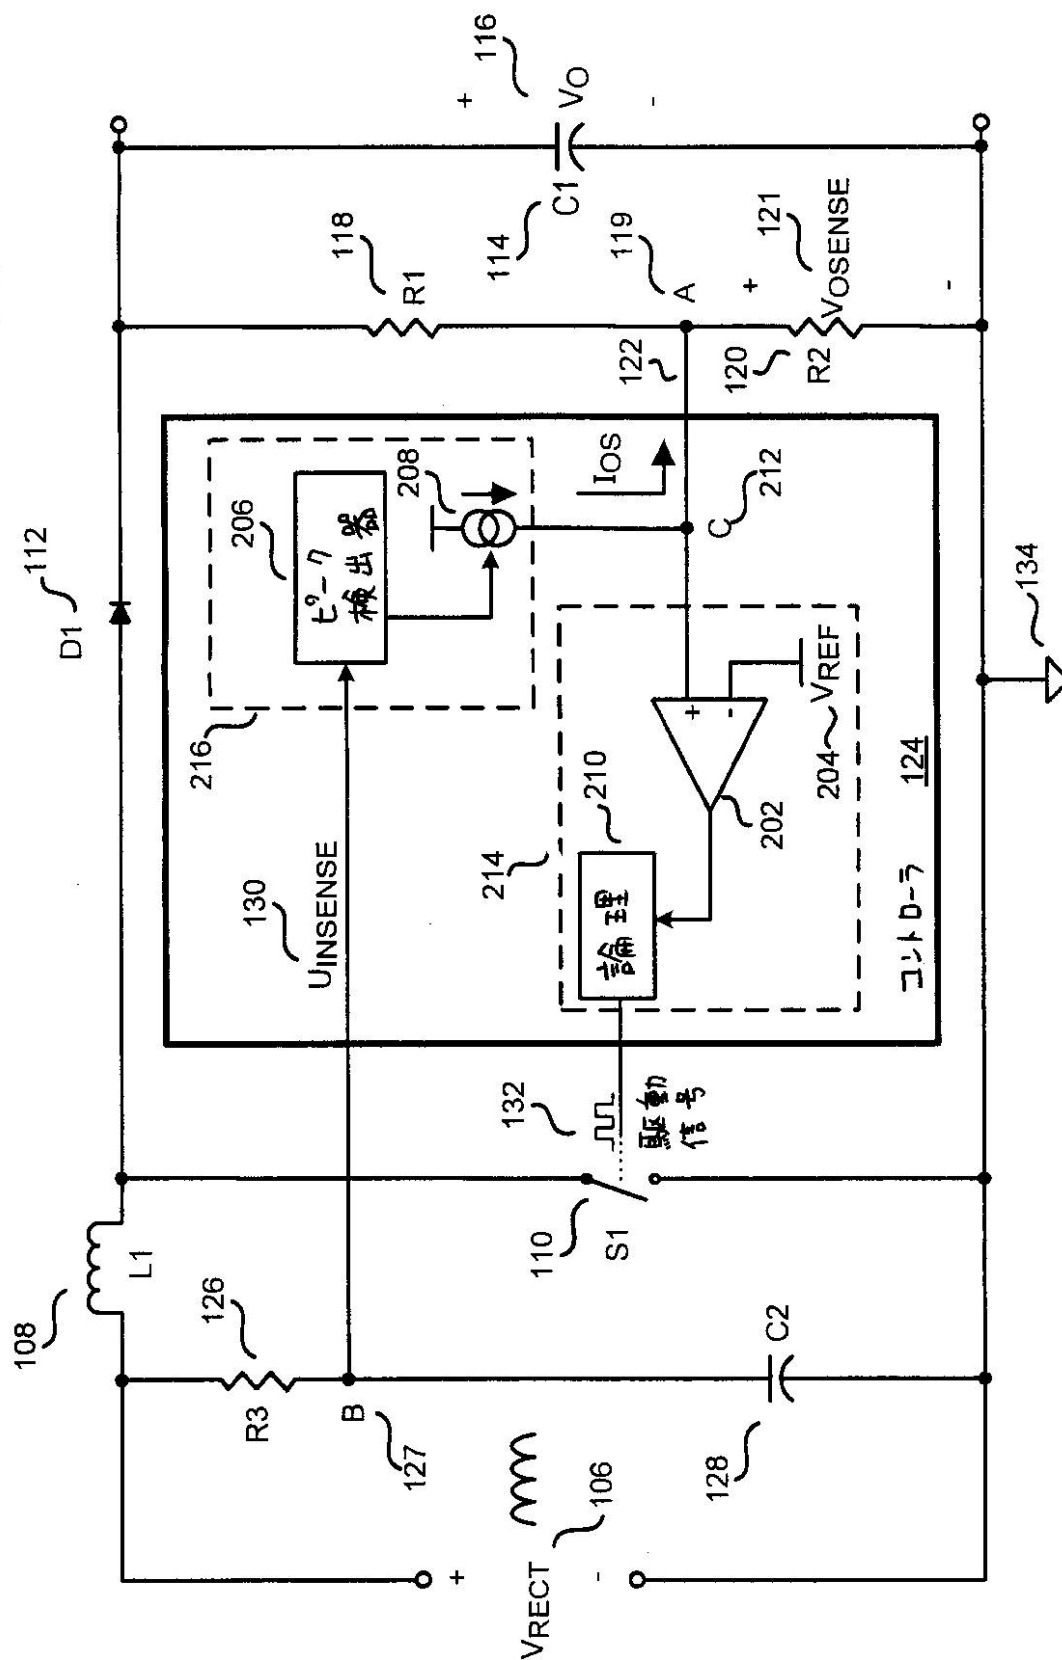 108
L1
D1
112
126
R3
B
127
130
UINSENSE
216
206
ピーク
検出器
208
IOS
118
R1
116
+
VO
-
C1
114
119
A
122
C
212
+
121
VOSENSE
-
120
R2
VRECT
+
-
106
128
C2
110
S1
132
駆動
信号
214
210
論理
202
+
-
204
VREF
コントローラ
124
134